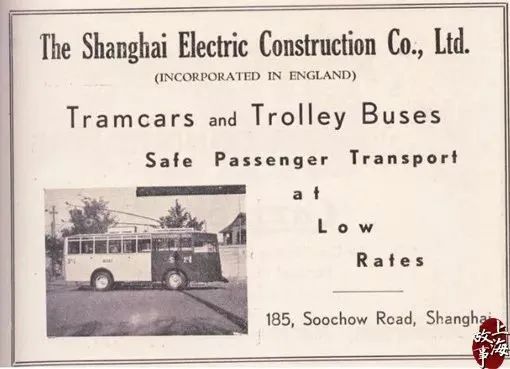 The Shanghai Electric Construction Co., Ltd.
(INCORPORATED IN ENGLAND)
Tramcars and Trolley Buses
Safe Passenger Transport
at
Low
Rates
185, Soochow Road, Shanghai
上海
故事